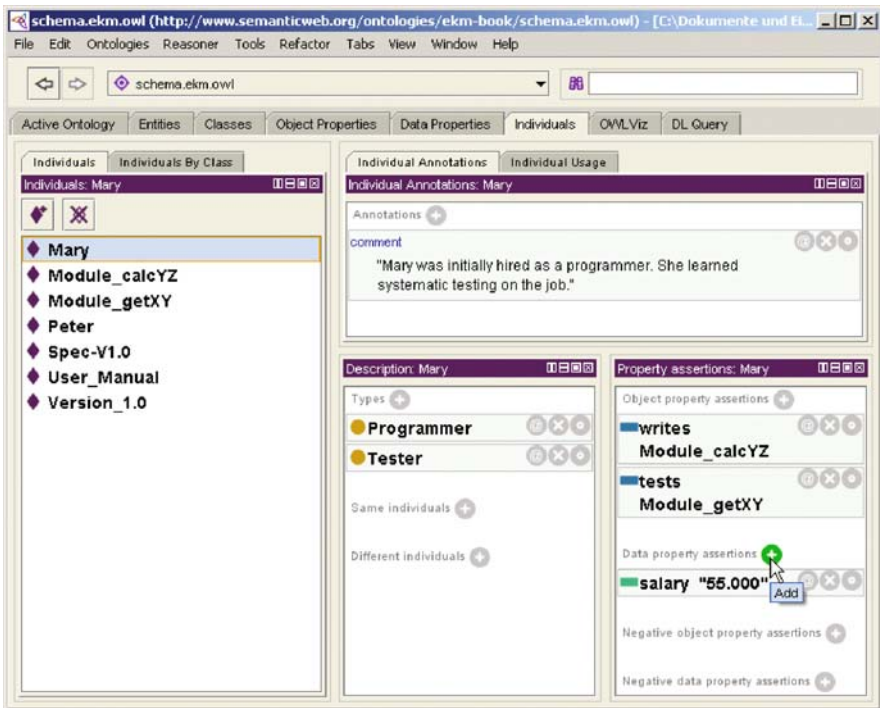 schema.ekm.owl (http://www.semanticweb.org/ontologies/ekm-book/schema.ekm.owl) - [C:\Dokumente und Ei...
File Edit Ontologies Reasoner Tools Refactor Tabs View Window Help
schema.ekm.owl
Active Ontology Entities Classes Object Properties Data Properties Individuals OWLViz DL Query
Individuals Individuals By Class
Individuals: Mary
Mary
Module_calcYZ
Module_getXY
Peter
Spec-V1.0
User_Manual
Version_1.0
Individual Annotations Individual Usage
Individual Annotations: Mary
Annotations
comment
"Mary was initially hired as a programmer. She learned
systematic testing on the job."
Description: Mary
Types
Programmer
Tester
Same individuals
Different individuals
Property assertions: Mary
Object property assertions
writes
Module_calcYZ
tests
Module_getXY
Data property assertions
salary "55.000"
Add
Negative object property assertions
Negative data property assertions